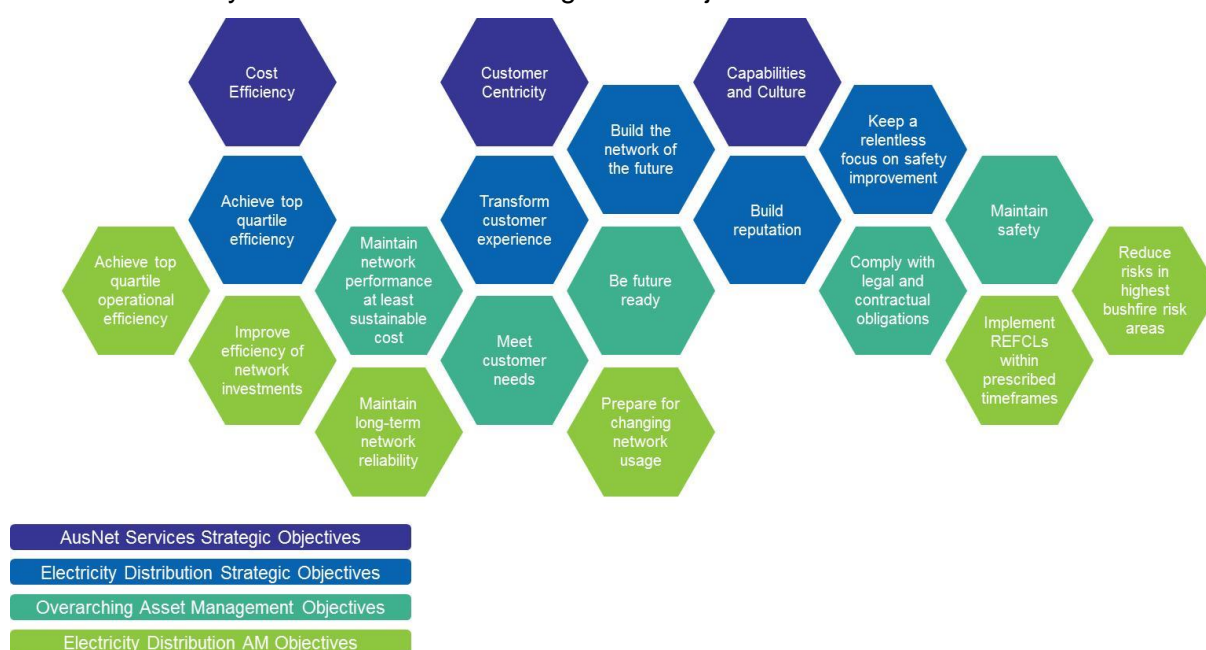 Cost
Efficiency
Customer
Centricity
Capabilities
and Culture
Build the
network of
the future
Keep a
relentless
focus on safety
improvement
Achieve top
quartile
efficiency
Transform
customer
experience
Build
reputation
Maintain
safety
Achieve top
quartile
operational
efficiency
Maintain
network
performance
at least
sustainable
cost
Be future
ready
Comply with
legal and
contractual
obligations
Reduce
risks in
highest
bushfire risk
areas
Improve
efficiency of
network
investments
Meet
customer
needs
Implement
REFCLs
within
prescribed
timeframes
Maintain
long-term
network
reliability
Prepare for
changing
network
usage
AusNet Services Strategic Objectives
Electricity Distribution Strategic Objectives
Overarching Asset Management Objectives
Electricity Distribution AM Objectives